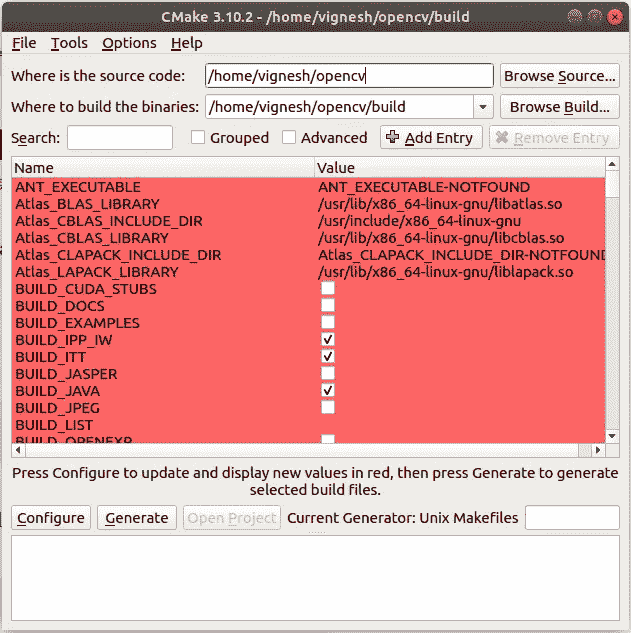 CMake 3.10.2 - /home/vignesh/opencv/build
File Tools Options Help
Where is the source code: /home/vignesh/opencv Browse Source...
Where to build the binaries: /home/vignesh/opencv/build Browse Build...
Search: Grouped Advanced Add Entry Remove Entry
Name Value
ANT_EXECUTABLE ANT_EXECUTABLE-NOTFOUND
Atlas_BLAS_LIBRARY /usr/lib/x86_64-linux-gnu/libatlas.so
Atlas_CBLAS_INCLUDE_DIR /usr/include/x86_64-linux-gnu
Atlas_CBLAS_LIBRARY /usr/lib/x86_64-linux-gnu/libcblas.so
Atlas_CLAPACK_INCLUDE_DIR Atlas_CLAPACK_INCLUDE_DIR-NOTFOUND
Atlas_LAPACK_LIBRARY /usr/lib/x86_64-linux-gnu/liblapack.so
BUILD_CUDA_STUBS
BUILD_DOCS
BUILD_EXAMPLES
BUILD_IPP_IW
BUILD_ITT
BUILD_JASPER
BUILD_JAVA
BUILD_JPEG
BUILD_LIST
BUILD_OPENEXR
Press Configure to update and display new values in red, then press Generate to generate
selected build files.
Configure Generate Open Project Current Generator: Unix Makefiles